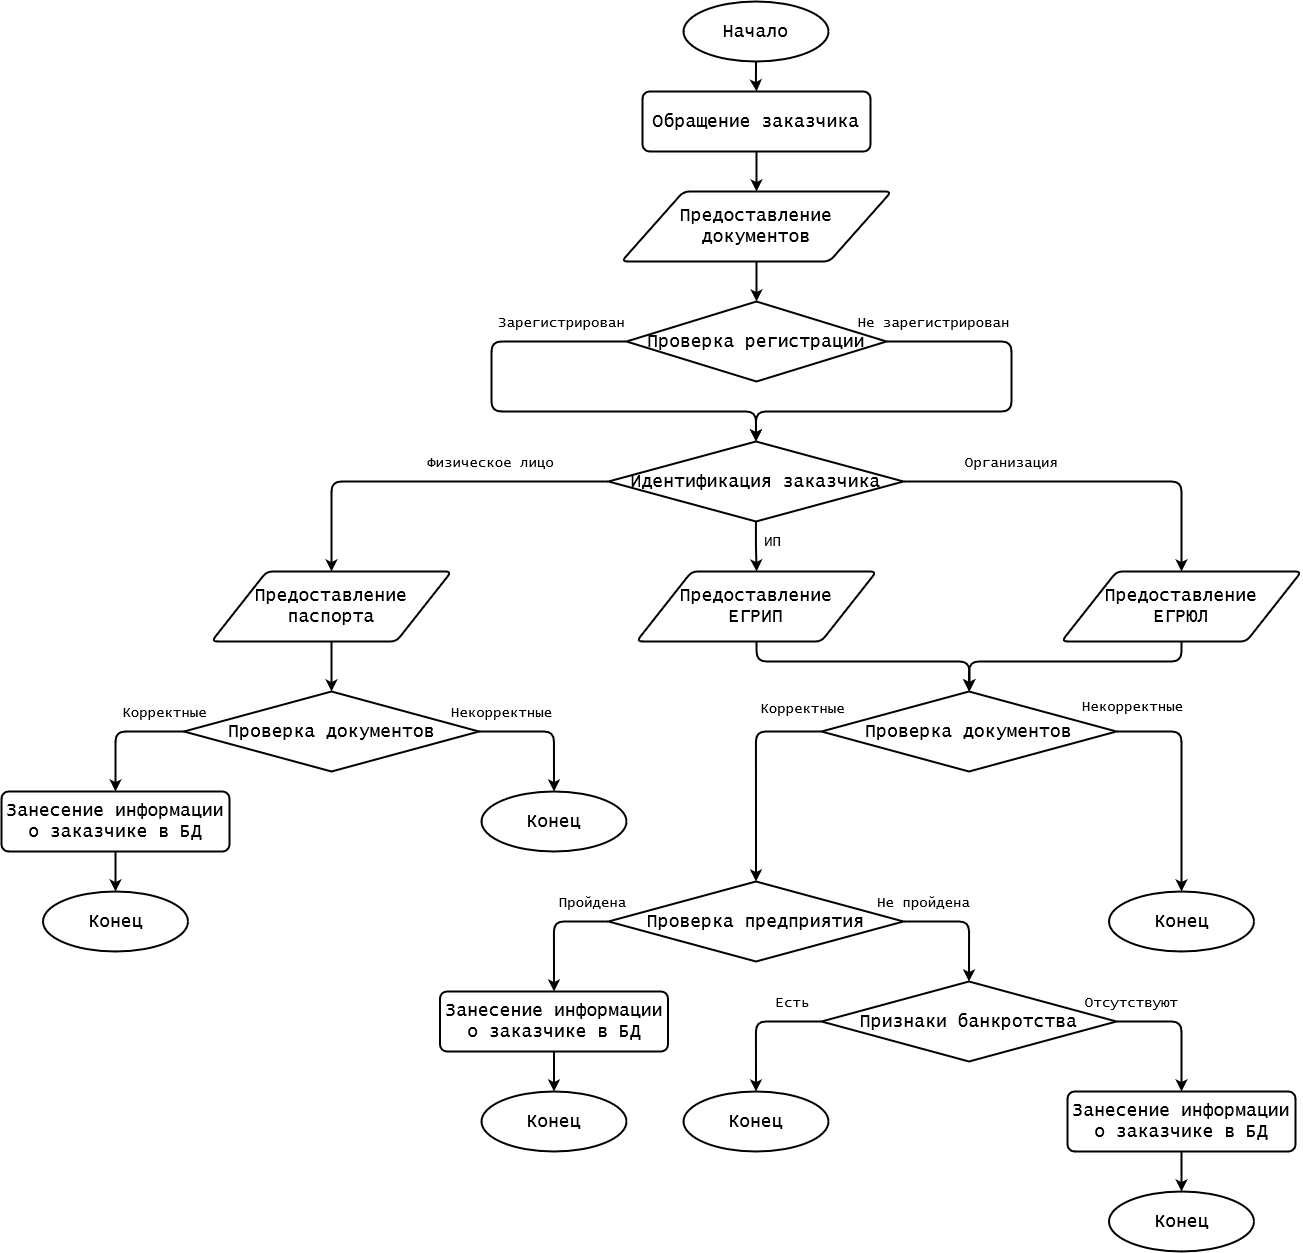 Начало
Обращение заказчика
Предоставление
документов
Зарегистрирован
Не зарегистрирован
Проверка регистрации
Физическое лицо
Организация
Идентификация заказчика
ИП
Предоставление
паспорта
Предоставление
ЕГРИП
Предоставление
ЕГРЮЛ
Корректные
Некорректные
Проверка документов
Корректные
Некорректные
Проверка документов
Занесение информации
о заказчике в БД
Конец
Конец
Пройдена
Не пройдена
Проверка предприятия
Конец
Занесение информации
о заказчике в БД
Есть
Отсутствуют
Признаки банкротства
Конец
Конец
Занесение информации
о заказчике в БД
Конец